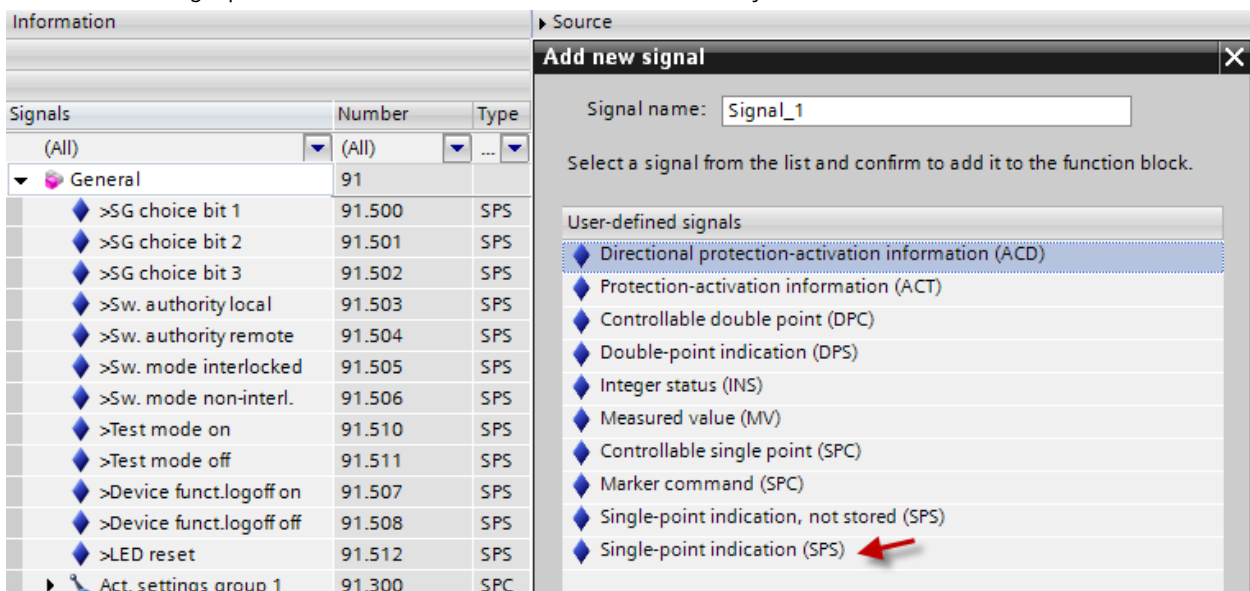 Information
Source
Add new signal
Signals Number Type
(All) (All) ...
General 91
>SG choice bit 1 91.500 SPS
>SG choice bit 2 91.501 SPS
>SG choice bit 3 91.502 SPS
>Sw. authority local 91.503 SPS
>Sw. authority remote 91.504 SPS
>Sw. mode interlocked 91.505 SPS
>Sw. mode non-interl. 91.506 SPS
>Test mode on 91.510 SPS
>Test mode off 91.511 SPS
>Device funct.logoff on 91.507 SPS
>Device funct.logoff off 91.508 SPS
>LED reset 91.512 SPS
Act. settings group 1 91.300 SPC
Signal name: Signal_1
Select a signal from the list and confirm to add it to the function block.
User-defined signals
Directional protection-activation information (ACD)
Protection-activation information (ACT)
Controllable double point (DPC)
Double-point indication (DPS)
Integer status (INS)
Measured value (MV)
Controllable single point (SPC)
Marker command (SPC)
Single-point indication, not stored (SPS)
Single-point indication (SPS)